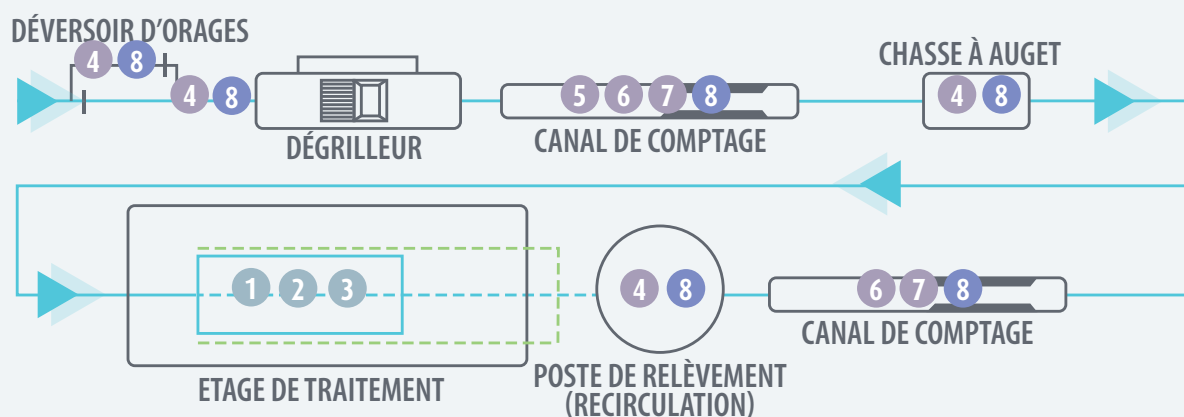 DÉVERSOIR D'ORAGES
4 8
4 8
DÉGRILLEUR
5 6 7 8
CANAL DE COMPTAGE
CHASSE À AUGET
4 8
1 2 3
ETAGE DE TRAITEMENT
4 8
POSTE DE RELÈVEMENT
(RECIRCULATION)
6 7 8
CANAL DE COMPTAGE